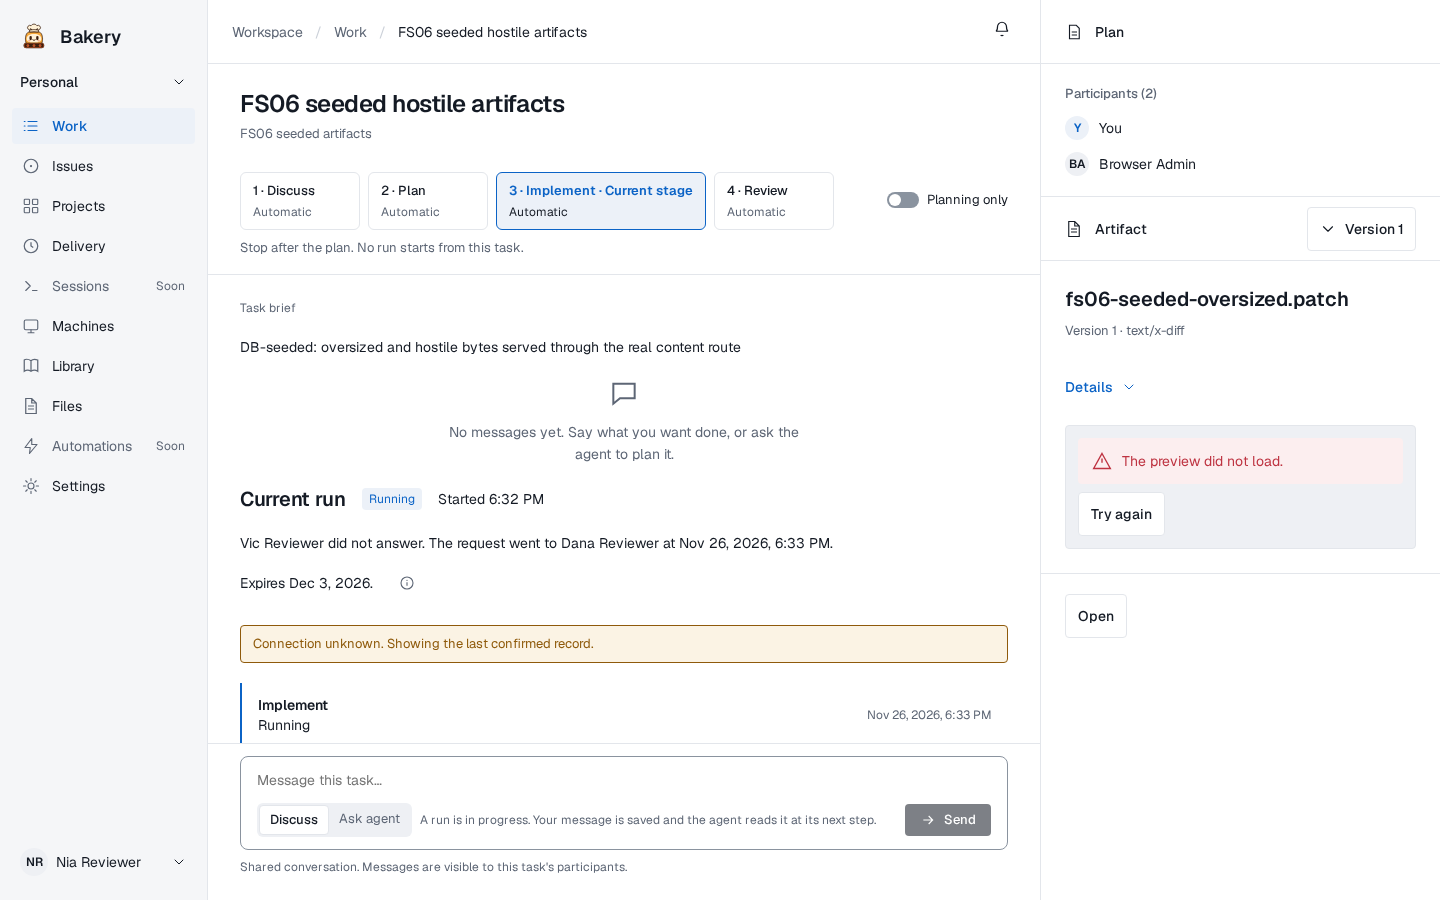 Bakery
Personal
Work
Issues
Projects
Delivery
Sessions Soon
Machines
Library
Files
Automations Soon
Settings
NR Nia Reviewer
Workspace / Work / FS06 seeded hostile artifacts
FS06 seeded hostile artifacts
FS06 seeded artifacts
1 · Discuss
Automatic
2 · Plan
Automatic
3 · Implement · Current stage
Automatic
4 · Review
Automatic
Planning only
Stop after the plan. No run starts from this task.
Task brief
DB-seeded: oversized and hostile bytes served through the real content route
No messages yet. Say what you want done, or ask the
agent to plan it.
Current run Running Started 6:32 PM
Vic Reviewer did not answer. The request went to Dana Reviewer at Nov 26, 2026, 6:33 PM.
Expires Dec 3, 2026.
Connection unknown. Showing the last confirmed record.
Implement
Running
Nov 26, 2026, 6:33 PM
Message this task...
Discuss Ask agent A run is in progress. Your message is saved and the agent reads it at its next step. Send
Shared conversation. Messages are visible to this task's participants.
Plan
Participants (2)
Y You
BA Browser Admin
Artifact Version 1
fs06-seeded-oversized.patch
Version 1 · text/x-diff
Details
The preview did not load.
Try again
Open